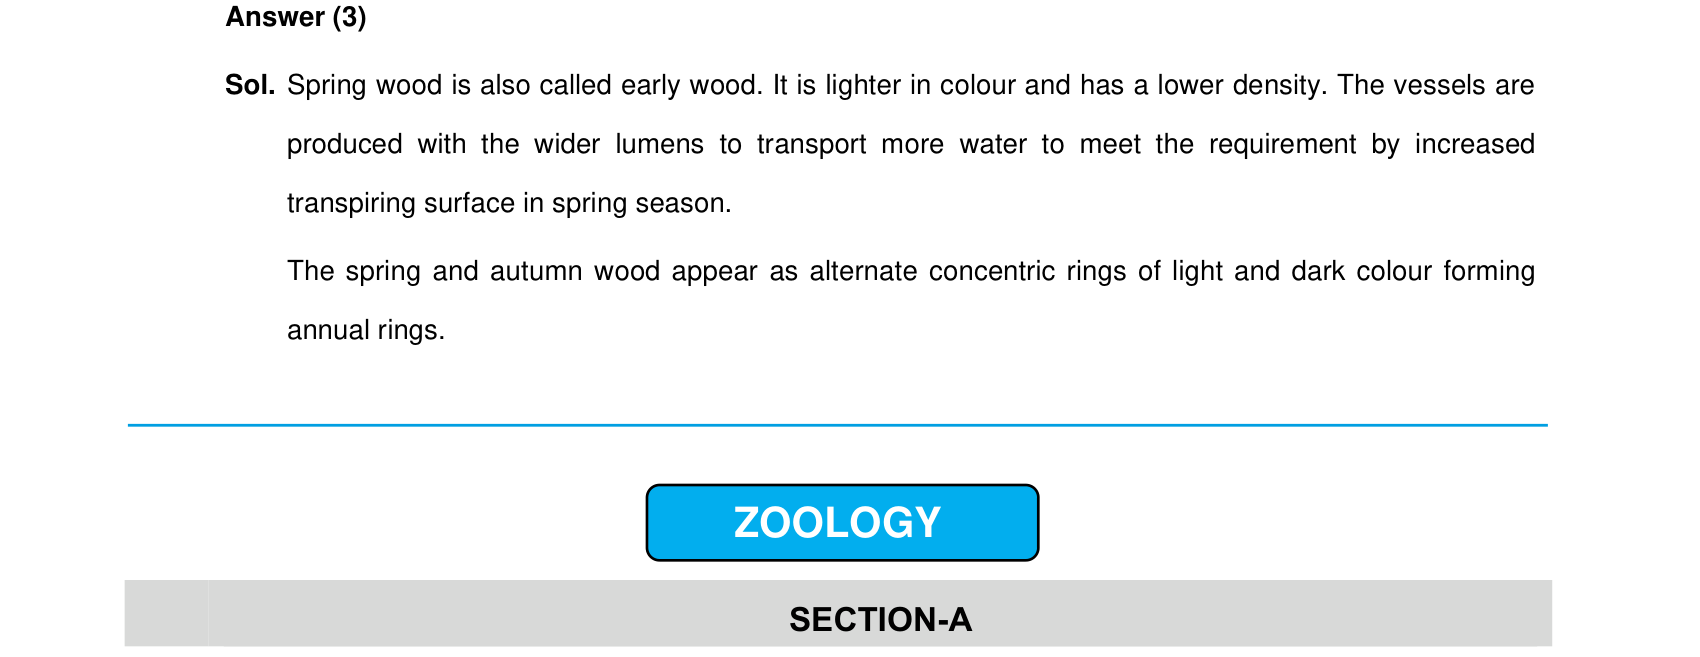 Answer (3)
Sol. Spring wood is also called early wood. It is lighter in colour and has a lower density. The vessels are
produced with the wider lumens to transport more water to meet the requirement by increased
transpiring surface in spring season.
The spring and autumn wood appear as alternate concentric rings of light and dark colour forming
annual rings.
ZOOLOGY
SECTION-A